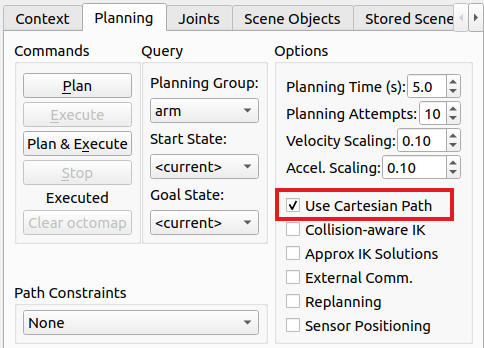 Context Planning Joints Scene Objects Stored Scene
Commands
Plan
Execute
Plan & Execute
Stop
Executed
Clear octomap
Query
Planning Group:
arm
Start State:
<current>
Goal State:
<current>
Options
Planning Time (s): 5.0
Planning Attempts: 10
Velocity Scaling: 0.10
Accel. Scaling: 0.10
Use Cartesian Path
Collision-aware IK
Approx IK Solutions
External Comm.
Replanning
Sensor Positioning
Path Constraints
None